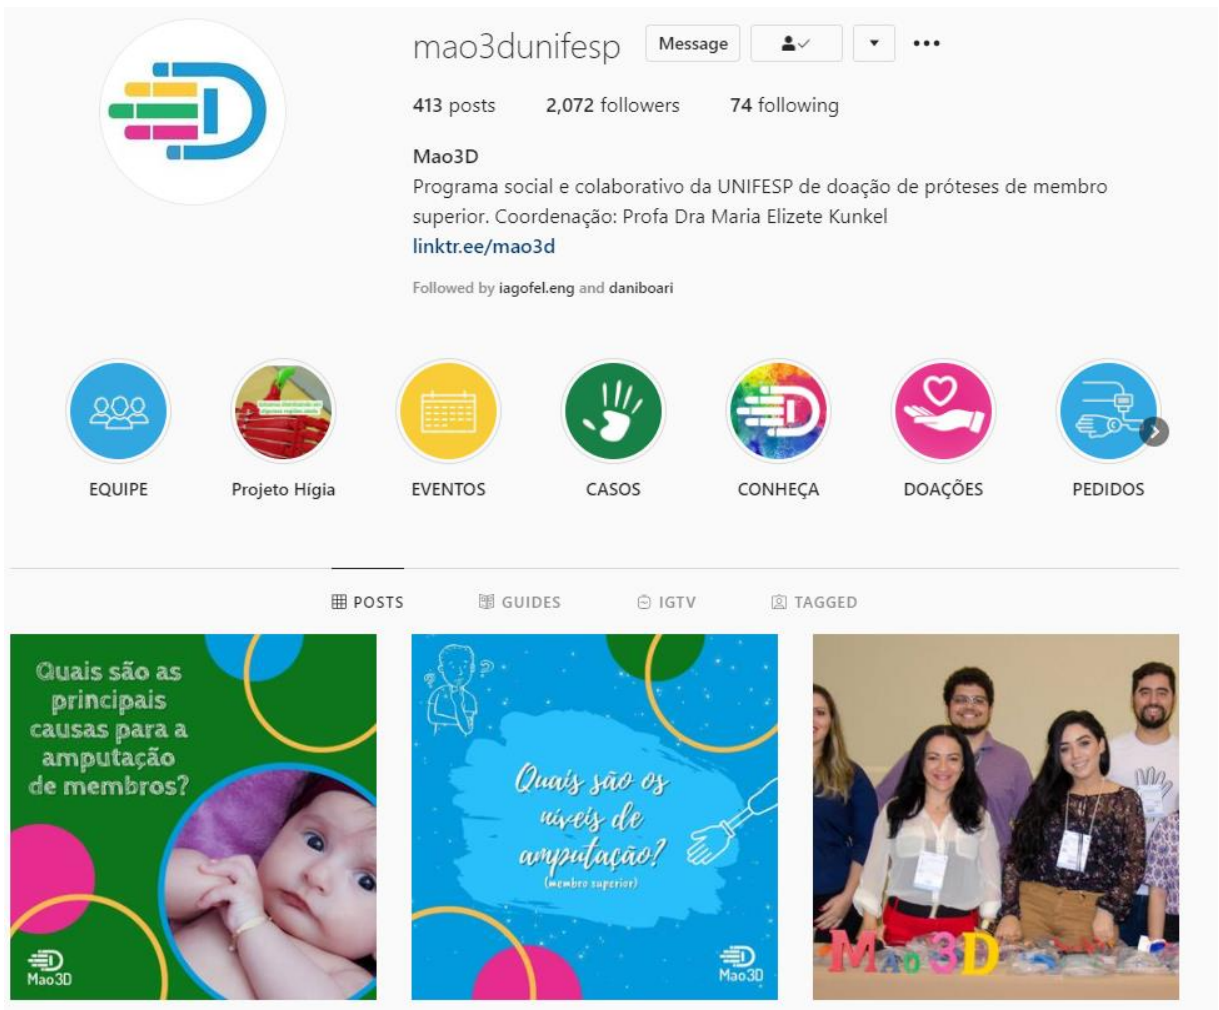 mao3dunifesp Message
413 posts 2,072 followers 74 following
Mao3D
Programa social e colaborativo da UNIFESP de doação de próteses de membro
superior. Coordenação: Profa Dra Maria Elizete Kunkel
linktr.ee/mao3d
Followed by iagofel.eng and daniboari
EQUIPE Projeto Hígia EVENTOS CASOS CONHEÇA DOAÇÕES PEDIDOS
POSTS GUIDES IGTV TAGGED
Quais são as
principais
causas para a
amputação
de membros?
Mao3D
Quais são os
níveis de
amputação?
(membro superior)
Mao3D
Mao3D